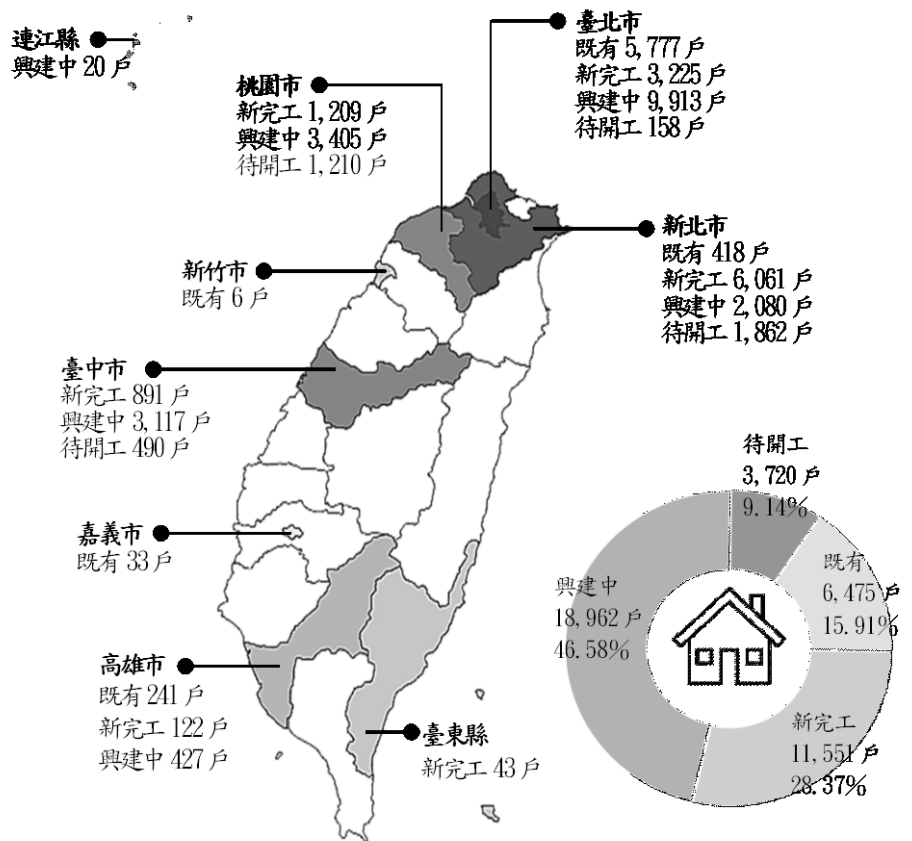 連江縣
興建中 20 戶
臺北市
既有 5,777 戶
新完工 3,225 戶
興建中 9,913 戶
待開工 158 戶
桃園市
新完工 1,209 戶
興建中 3,405 戶
待開工 1,210 戶
新北市
既有 418 戶
新完工 6,061 戶
興建中 2,080 戶
待開工 1,862 戶
新竹市
既有 6 戶
臺中市
新完工 891 戶
興建中 3,117 戶
待開工 490 戶
嘉義市
既有 33 戶
高雄市
既有 241 戶
新完工 122 戶
興建中 427 戶
臺東縣
新完工 43 戶
待開工
3,720 戶
9.14%
既有
6,475 戶
15.91%
興建中
18,962 戶
46.58%
新完工
11,551 戶
28.37%